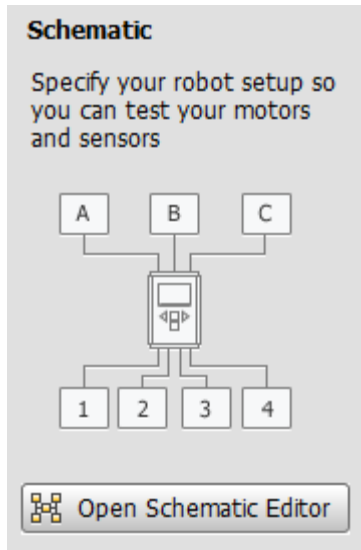 Schematic
Specify your robot setup so
you can test your motors
and sensors
A B C
1 2 3 4
Open Schematic Editor